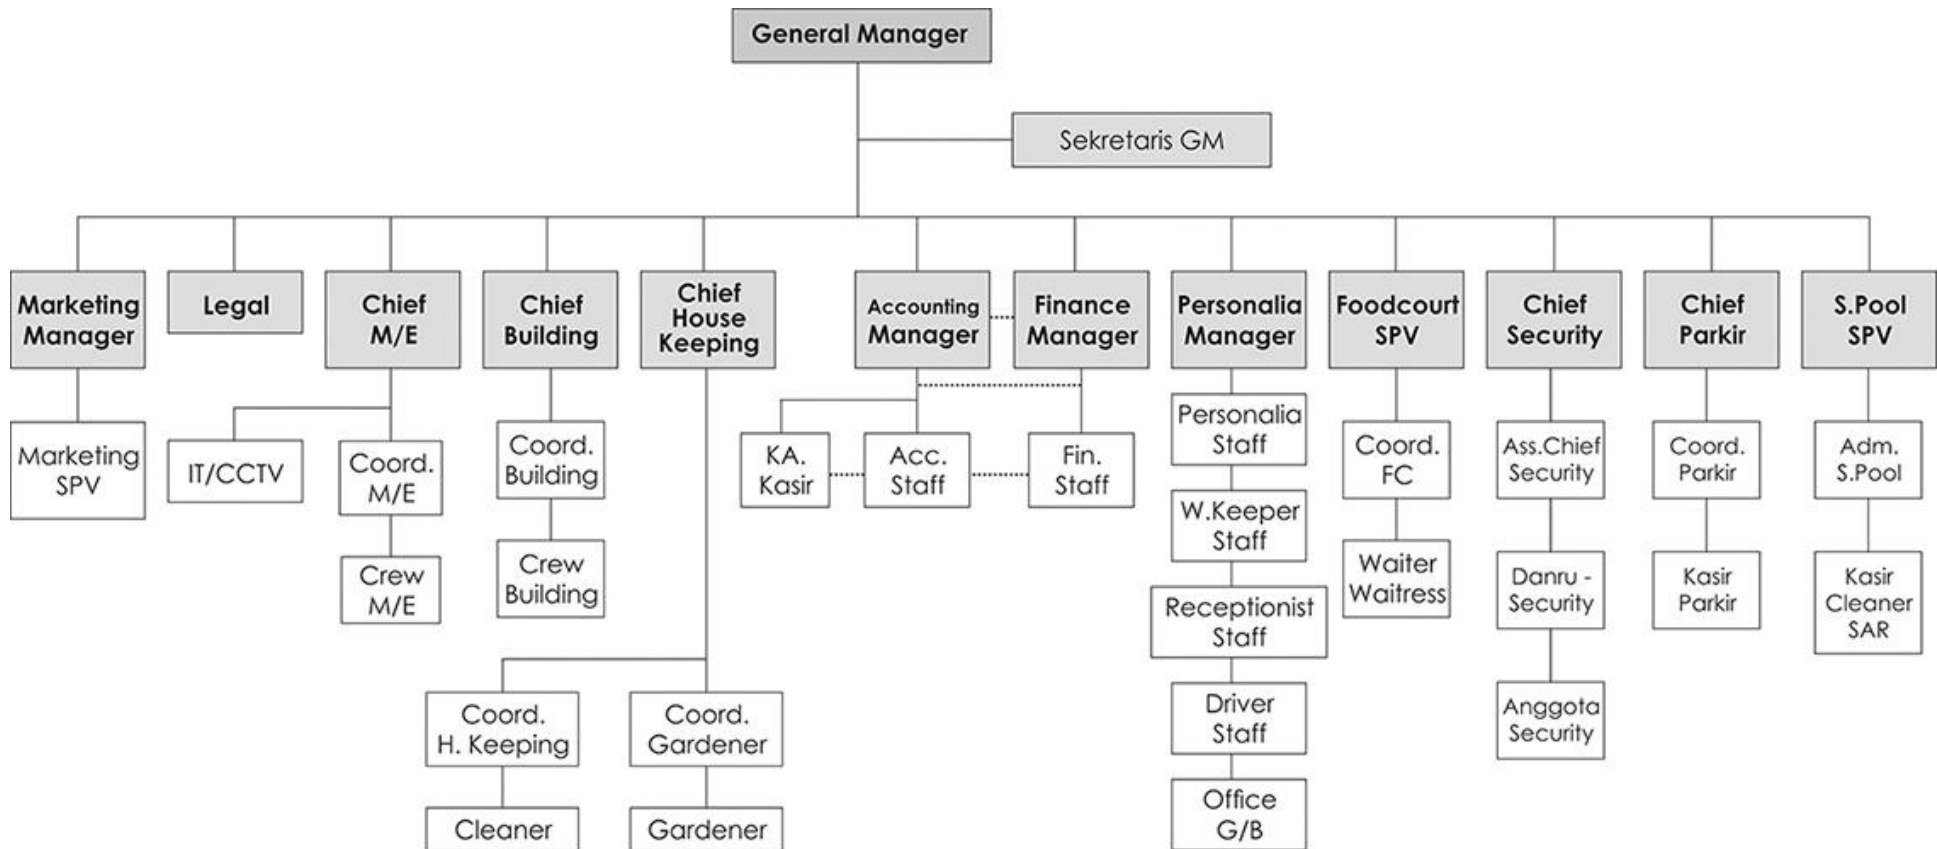 General Manager
Sekretaris GM
Marketing
Manager
Legal
Chief
M/E
Chief
Building
Chief
House
Keeping
Accounting
Manager
Finance
Manager
Personalia
Manager
Foodcourt
SPV
Chief
Security
Chief
Parkir
S.Pool
SPV
Marketing
SPV
IT/CCTV
Coord.
M/E
Crew
M/E
Coord.
Building
Crew
Building
Coord.
H. Keeping
Cleaner
Coord.
Gardener
Gardener
KA.
Kasir
Acc.
Staff
Fin.
Staff
Personalia
Staff
W.Keeper
Staff
Receptionist
Staff
Driver
Staff
Office
G/B
Coord.
FC
Waiter
Waitress
Ass.Chief
Security
Danru -
Security
Anggota
Security
Coord.
Parkir
Kasir
Parkir
Adm.
S.Pool
Kasir
Cleaner
SAR